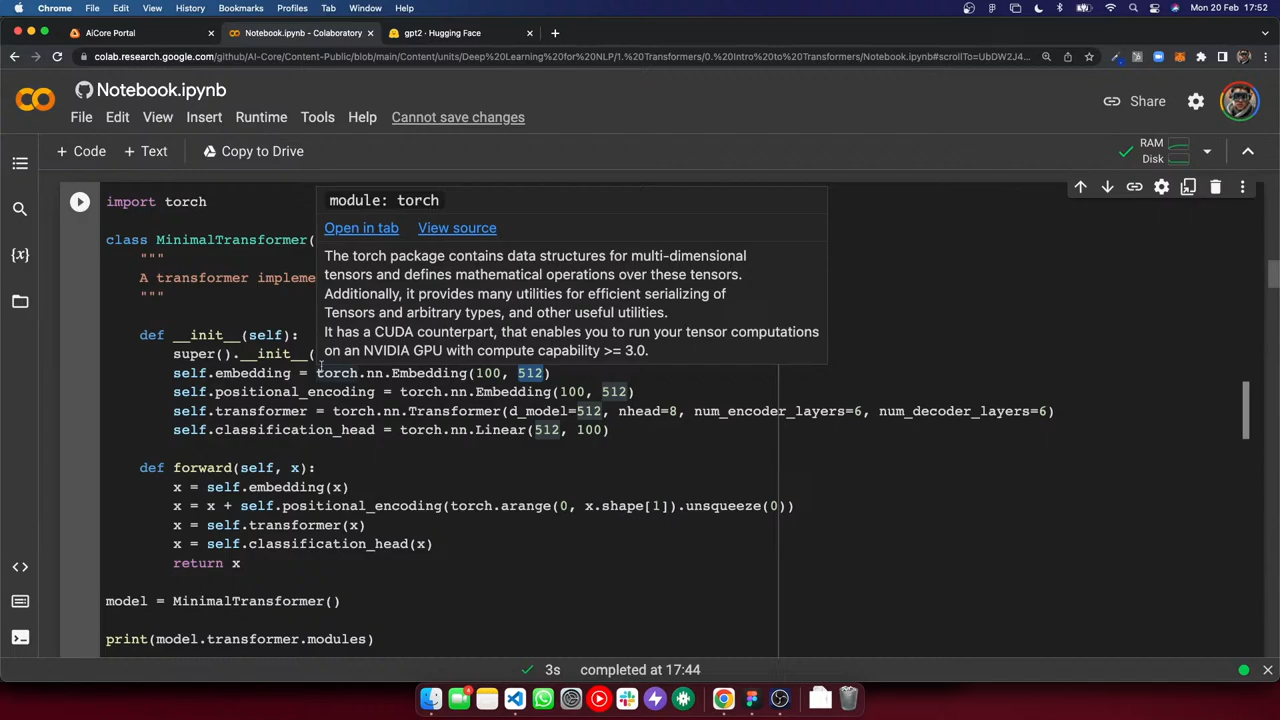 Chrome File Edit View History Bookmarks Profiles Tab Window Help Mon 20 Feb 17:52
AiCore Portal × Notebook.ipynb - Colaboratory × gpt2 · Hugging Face × +
colab.research.google.com/github/AI-Core/Content-Public/blob/main/Content/units/Deep%20Learning%20for%20NLP/1.%20Transformers/0.%20Intro%20to%20Transformers/Notebook.ipynb#scrollTo=UbDW2J4...
Notebook.ipynb
Share
File Edit View Insert Runtime Tools Help Cannot save changes
+ Code + Text Copy to Drive
RAM
Disk
import torch
module: torch
Open in tab View source
The torch package contains data structures for multi-dimensional
tensors and defines mathematical operations over these tensors.
Additionally, it provides many utilities for efficient serializing of
Tensors and arbitrary types, and other useful utilities.
It has a CUDA counterpart, that enables you to run your tensor computations
on an NVIDIA GPU with compute capability >= 3.0.
class MinimalTransformer(
"""
A transformer impleme
"""
def __init__(self):
super().__init__(
self.embedding = torch.nn.Embedding(100, 512)
self.positional_encoding = torch.nn.Embedding(100, 512)
self.transformer = torch.nn.Transformer(d_model=512, nhead=8, num_encoder_layers=6, num_decoder_layers=6)
self.classification_head = torch.nn.Linear(512, 100)
def forward(self, x):
x = self.embedding(x)
x = x + self.positional_encoding(torch.arange(0, x.shape[1]).unsqueeze(0))
x = self.transformer(x)
x = self.classification_head(x)
return x
model = MinimalTransformer()
print(model.transformer.modules)
3s completed at 17:44